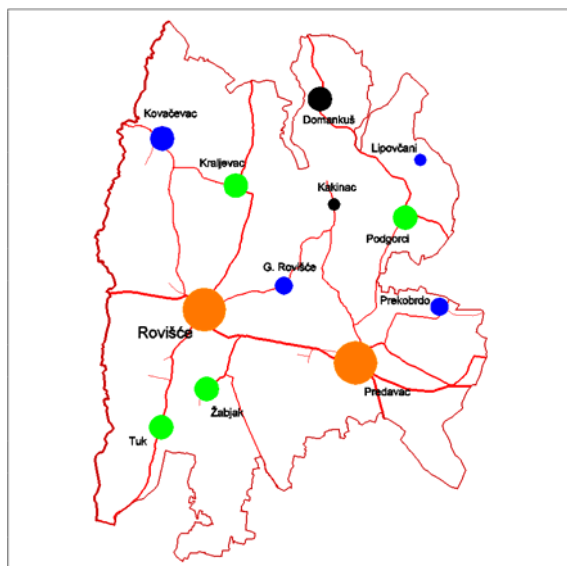 Kovačevac
Domankuš
Lipovčani
Kraljevac
Kakinac
Podgorci
G. Rovišće
Prekobrdo
Rovišće
Predavac
Žabjak
Tuk